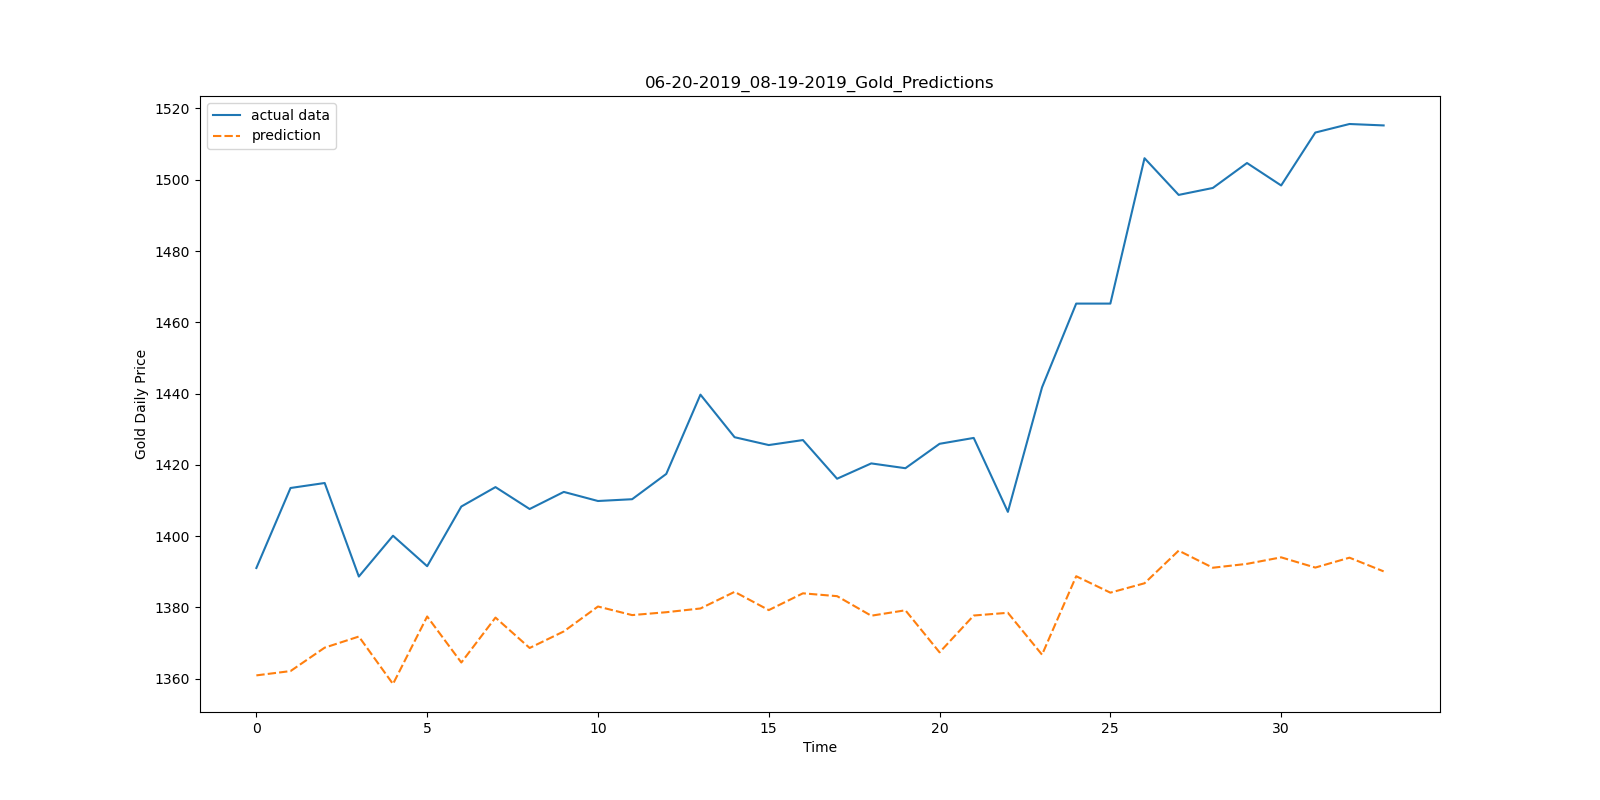 06-20-2019_08-19-2019_Gold_Predictions
actual data
prediction
1520
1500
1480
1460
1440
1420
1400
1380
1360
Gold Daily Price
0 5 10 15 20 25 30
Time